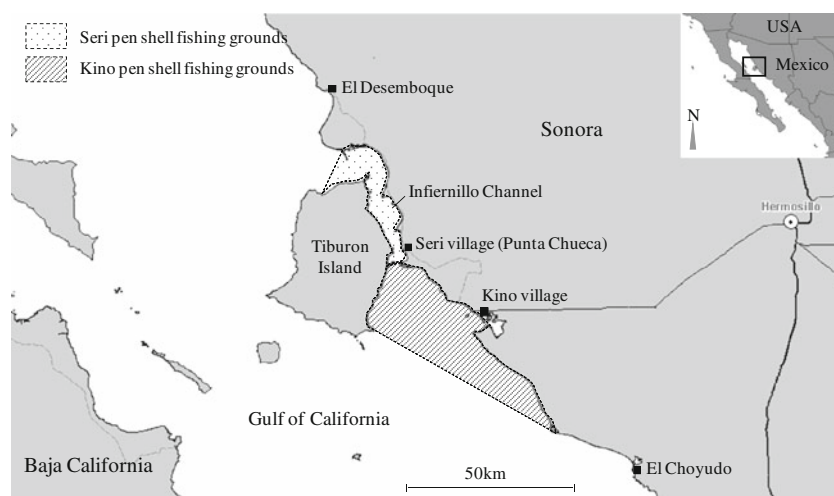 Seri pen shell fishing grounds
Kino pen shell fishing grounds
USA
Mexico
N
El Desemboque
Sonora
Infiernillo Channel
Hermosillo
Tiburon
Island
Seri village (Punta Chueca)
Kino village
Gulf of California
Baja California
50km
El Choyudo